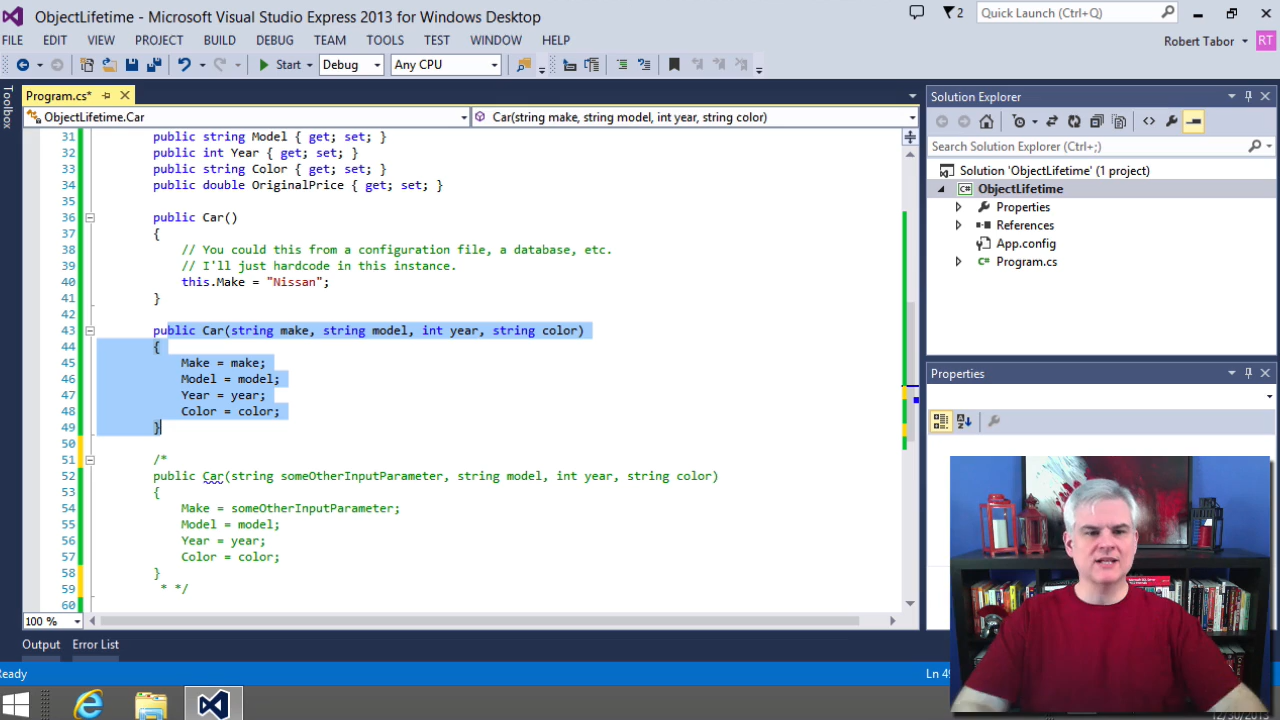 ObjectLifetime - Microsoft Visual Studio Express 2013 for Windows Desktop
2
Quick Launch (Ctrl+Q)
FILE EDIT VIEW PROJECT BUILD DEBUG TEAM TOOLS TEST WINDOW HELP
Robert Tabor
RT
Start Debug Any CPU
Toolbox
Program.cs*
ObjectLifetime.Car
Car(string make, string model, int year, string color)
31 public string Model { get; set; }
32 public int Year { get; set; }
33 public string Color { get; set; }
34 public double OriginalPrice { get; set; }
35
36 public Car()
37 {
38 // You could this from a configuration file, a database, etc.
39 // I'll just hardcode in this instance.
40 this.Make = "Nissan";
41 }
42
43 public Car(string make, string model, int year, string color)
44 {
45 Make = make;
46 Model = model;
47 Year = year;
48 Color = color;
49 }
50
51 /*
52 public Car(string someOtherInputParameter, string model, int year, string color)
53 {
54 Make = someOtherInputParameter;
55 Model = model;
56 Year = year;
57 Color = color;
58 }
59 * */
60
100 %
Output Error List
Ready
Ln 49
Solution Explorer
Search Solution Explorer (Ctrl+;)
Solution 'ObjectLifetime' (1 project)
C# ObjectLifetime
Properties
References
App.config
C# Program.cs
Properties
12/30/2013